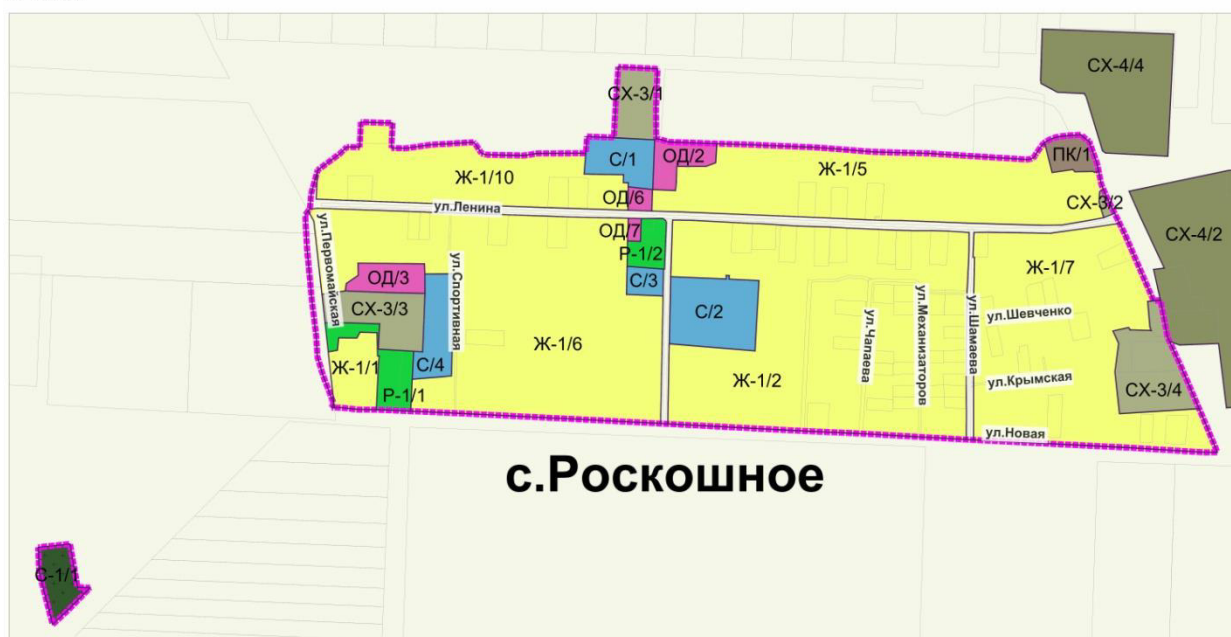 СХ-4/4
СХ-3/1
С/1
ОД/2
ПК/1
Ж-1/10
Ж-1/5
ОД/6
СХ-3/2
ул.Ленина
ОД/7
СХ-4/2
ул.Первомайская
Р-1/2
ул.Спортивная
ОД/3
С/3
Ж-1/7
СХ-3/3
С/2
ул.Чапаева
ул.Механизаторов
ул.Шамаева
ул.Шевченко
Ж-1/6
С/4
Ж-1/1
Ж-1/2
ул.Крымская
СХ-3/4
Р-1/1
ул.Новая
с.Роскошное
С-1/1